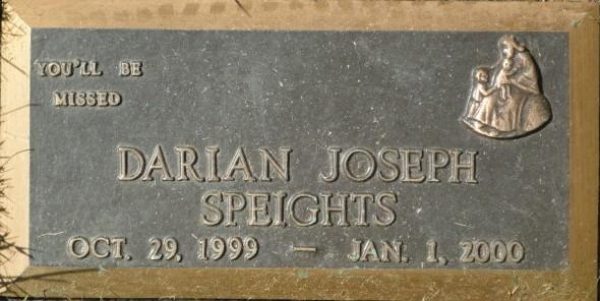 YOU'LL BE
MISSED
DARIAN JOSEPH
SPEIGHTS
OCT. 29, 1999 — JAN. 1, 2000